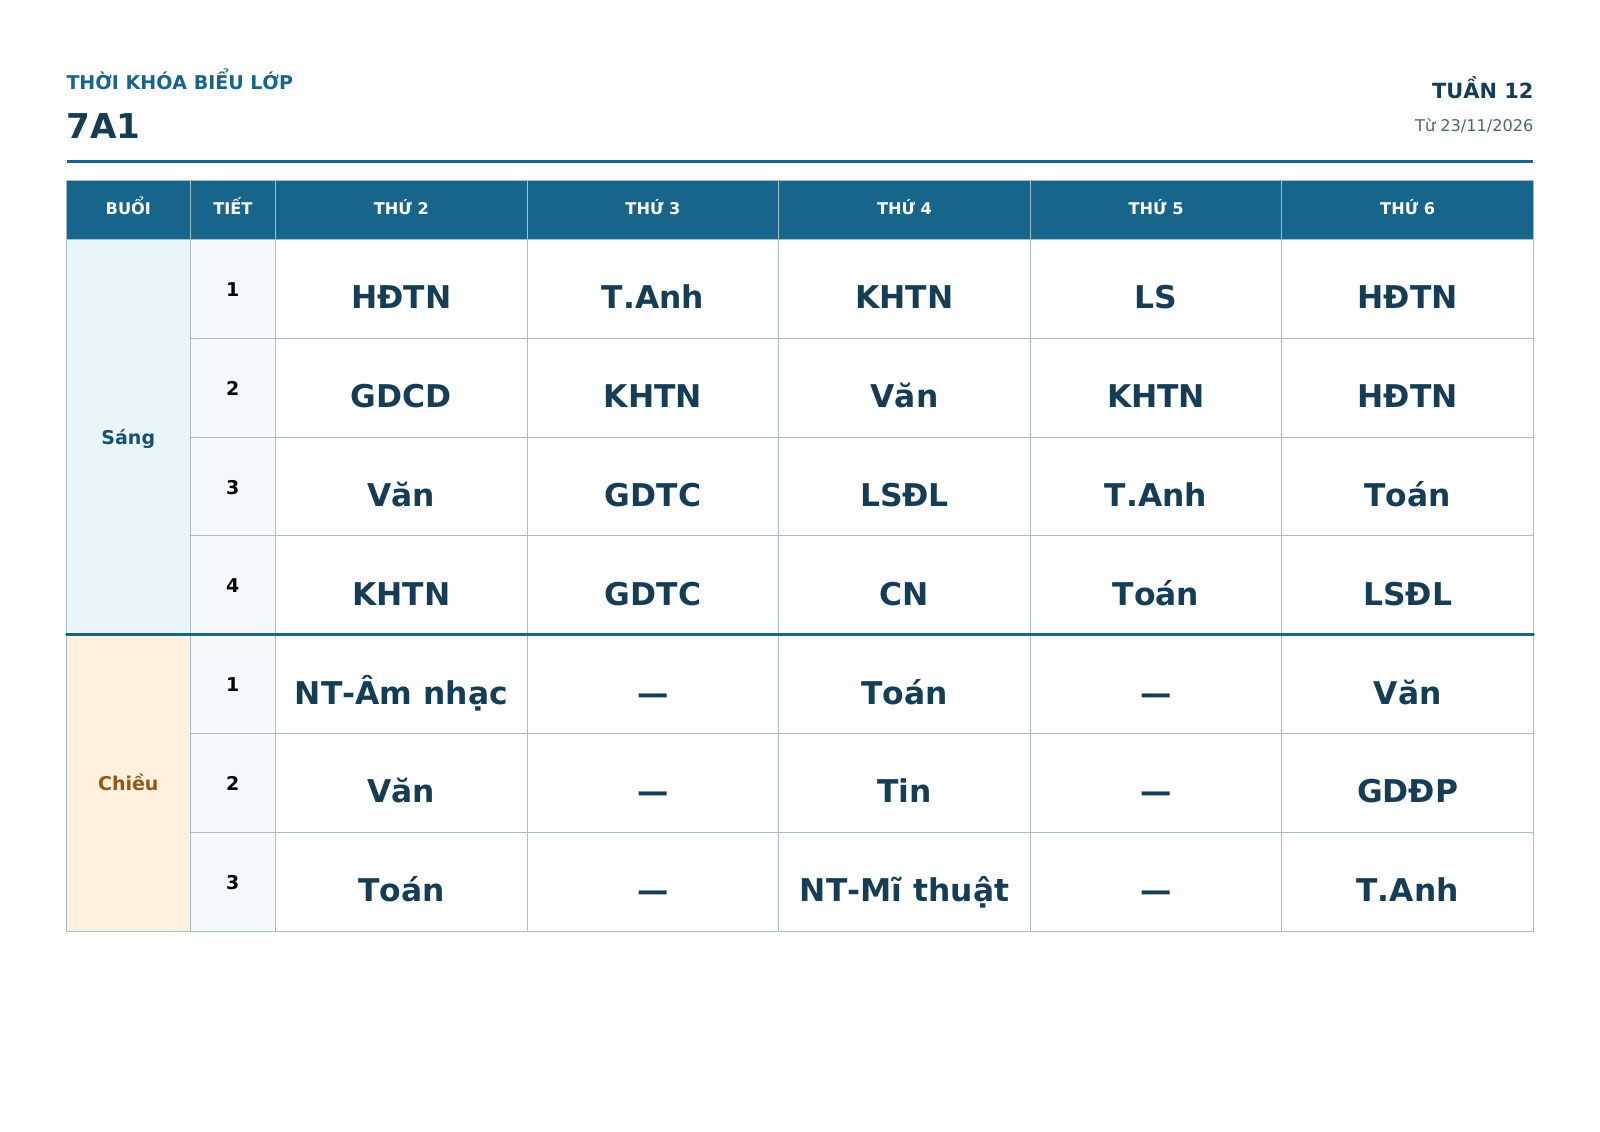 THỜI KHÓA BIỂU LỚP
7A1
TUẦN 12
Từ 23/11/2026
BUỔI TIẾT THỨ 2 THỨ 3 THỨ 4 THỨ 5 THỨ 6
Sáng
1 HĐTN T.Anh KHTN LS HĐTN
2 GDCD KHTN Văn KHTN HĐTN
3 Văn GDTC LSĐL T.Anh Toán
4 KHTN GDTC CN Toán LSĐL
Chiều
1 NT-Âm nhạc — Toán — Văn
2 Văn — Tin — GDĐP
3 Toán — NT-Mĩ thuật — T.Anh